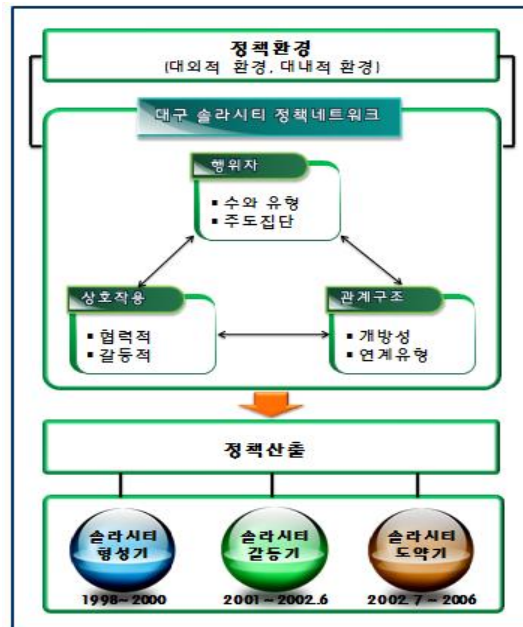 정책환경
(대외적 환경, 대내적 환경)
대구 솔라시티 정책네트워크
행위자
▪ 수와 유형
▪ 주도집단
상호작용
▪ 협력적
▪ 갈등적
관계구조
▪ 개방성
▪ 연계유형
정책산출
솔라시티
형성기
1998~2000
솔라시티
갈등기
2001~2002.6
솔라시티
도약기
2002.7~2006